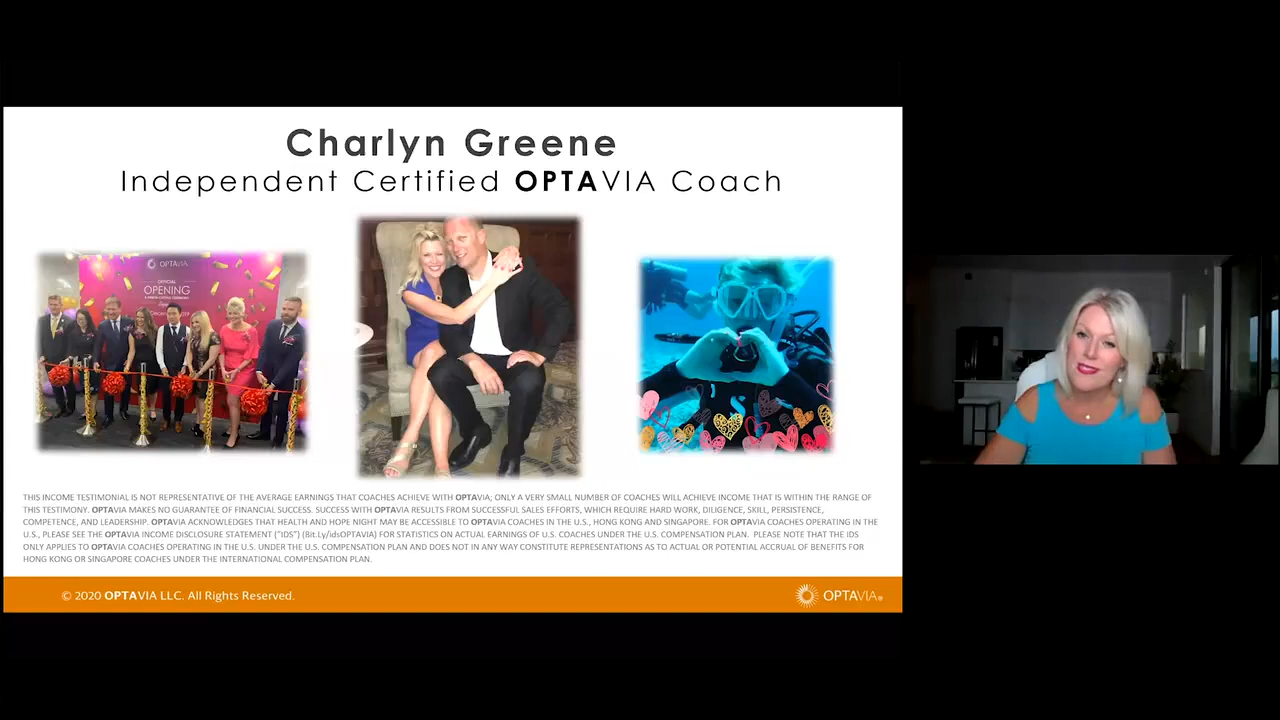 Charlyn Greene
Independent Certified OPTAVIA Coach
OPTAVIA
OFFICIAL
OPENING
THIS INCOME TESTIMONIAL IS NOT REPRESENTATIVE OF THE AVERAGE EARNINGS THAT COACHES ACHIEVE WITH OPTAVIA; ONLY A VERY SMALL NUMBER OF COACHES WILL ACHIEVE INCOME THAT IS WITHIN THE RANGE OF
THIS TESTIMONY. OPTAVIA MAKES NO GUARANTEE OF FINANCIAL SUCCESS. SUCCESS WITH OPTAVIA RESULTS FROM SUCCESSFUL SALES EFFORTS, WHICH REQUIRE HARD WORK, DILIGENCE, SKILL, PERSISTENCE,
COMPETENCE, AND LEADERSHIP. OPTAVIA ACKNOWLEDGES THAT HEALTH AND HOPE NIGHT MAY BE ACCESSIBLE TO OPTAVIA COACHES IN THE U.S., HONG KONG AND SINGAPORE. FOR OPTAVIA COACHES OPERATING IN THE
U.S., PLEASE SEE THE OPTAVIA INCOME DISCLOSURE STATEMENT ("IDS") (Bit.Ly/idsOPTAVIA) FOR STATISTICS ON ACTUAL EARNINGS OF U.S. COACHES UNDER THE U.S. COMPENSATION PLAN. PLEASE NOTE THAT THE IDS
ONLY APPLIES TO OPTAVIA COACHES OPERATING IN THE U.S. UNDER THE U.S. COMPENSATION PLAN AND DOES NOT IN ANY WAY CONSTITUTE REPRESENTATIONS AS TO ACTUAL OR POTENTIAL ACCRUAL OF BENEFITS FOR
HONG KONG OR SINGAPORE COACHES UNDER THE INTERNATIONAL COMPENSATION PLAN.
© 2020 OPTAVIA LLC. All Rights Reserved.
OPTAVIA®